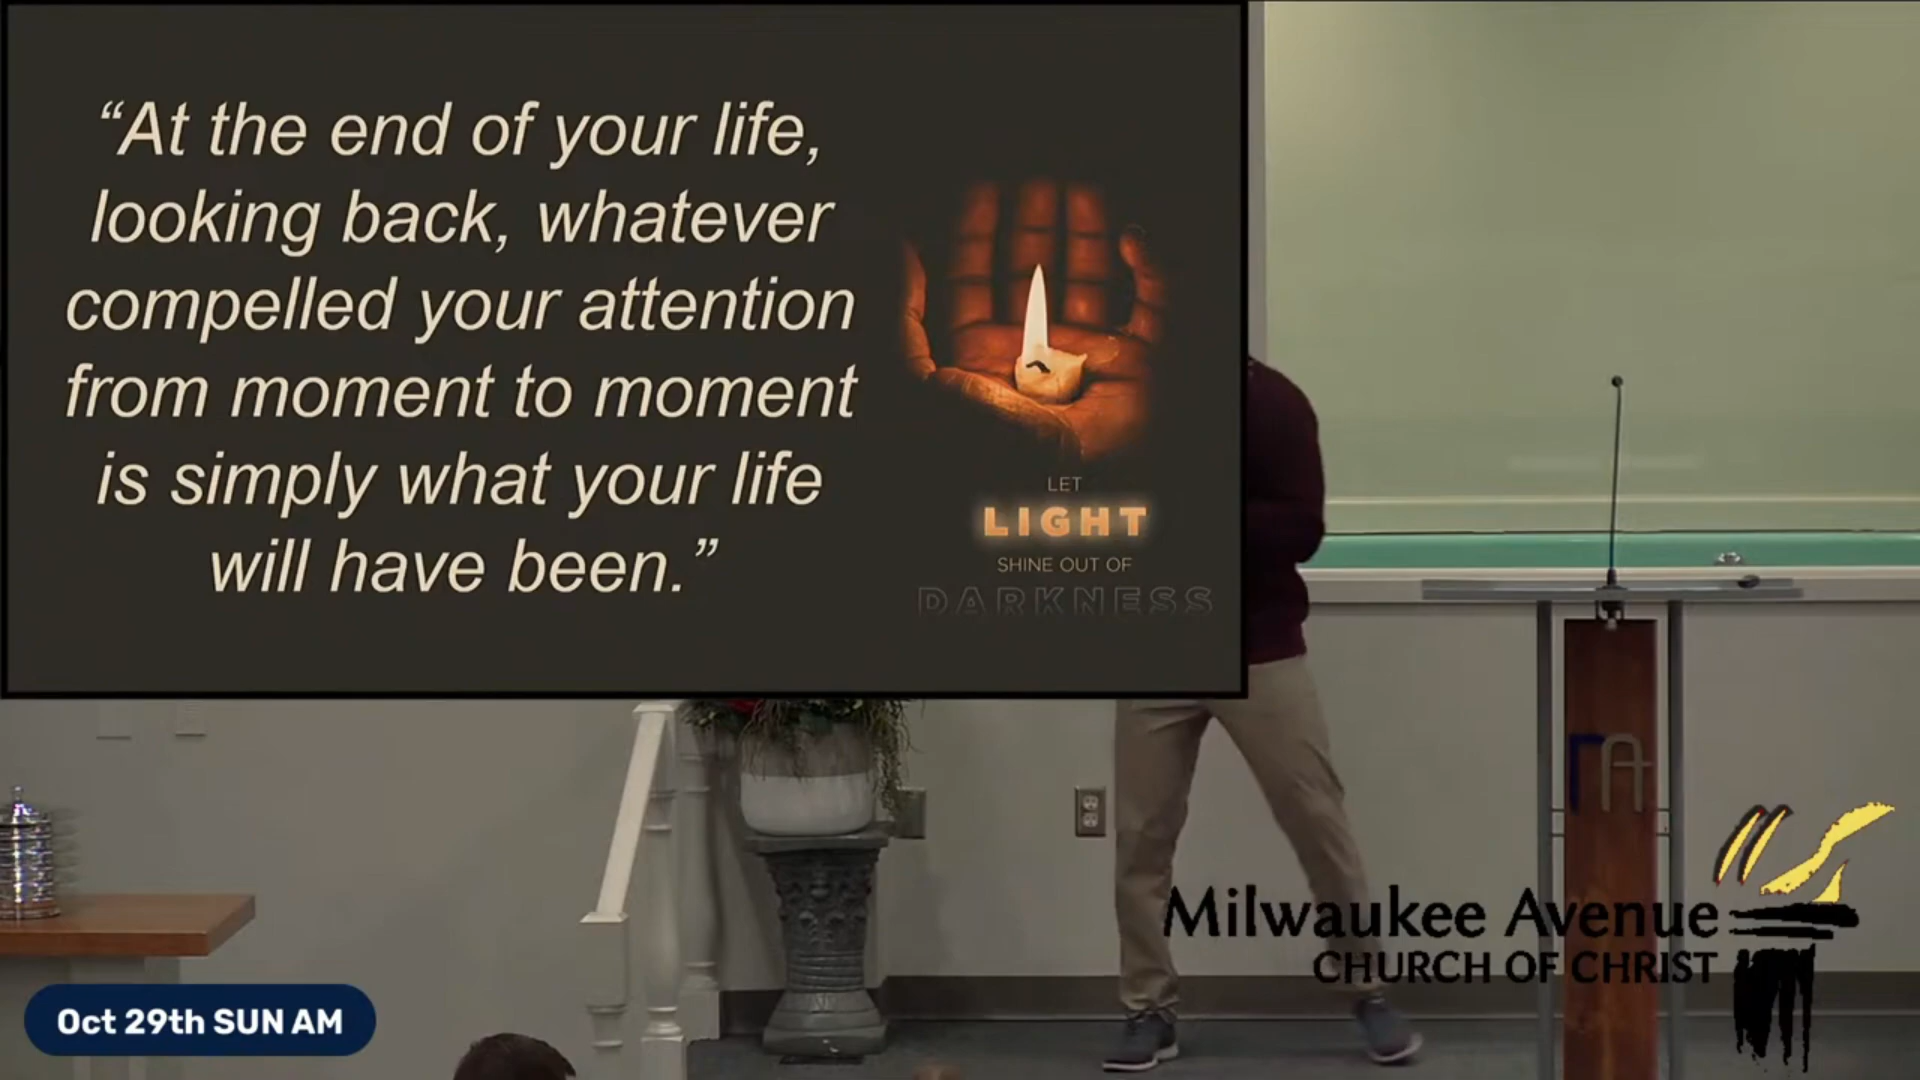 “At the end of your life,
looking back, whatever
compelled your attention
from moment to moment
is simply what your life
will have been.”
LET
LIGHT
SHINE OUT OF
DARKNESS
Milwaukee Avenue
CHURCH OF CHRIST
Oct 29th SUN AM